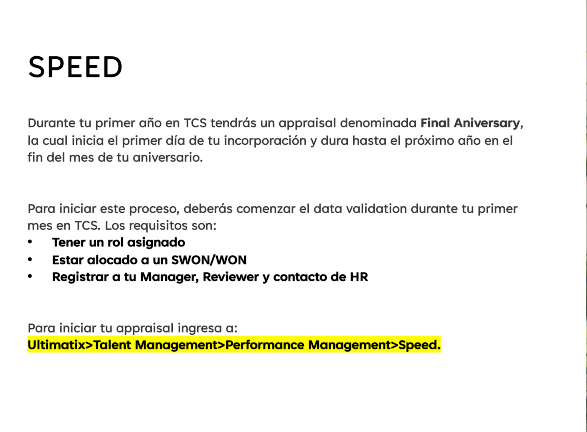 SPEED
Durante tu primer año en TCS tendrás un appraisal denominada Final Aniversary,
la cual inicia el primer día de tu incorporación y dura hasta el próximo año en el
fin del mes de tu aniversario.
Para iniciar este proceso, deberás comenzar el data validation durante tu primer
mes en TCS. Los requisitos son:
• Tener un rol asignado
• Estar alocado a un SWON/WON
• Registrar a tu Manager, Reviewer y contacto de HR
Para iniciar tu appraisal ingresa a:
Ultimatix>Talent Management>Performance Management>Speed.